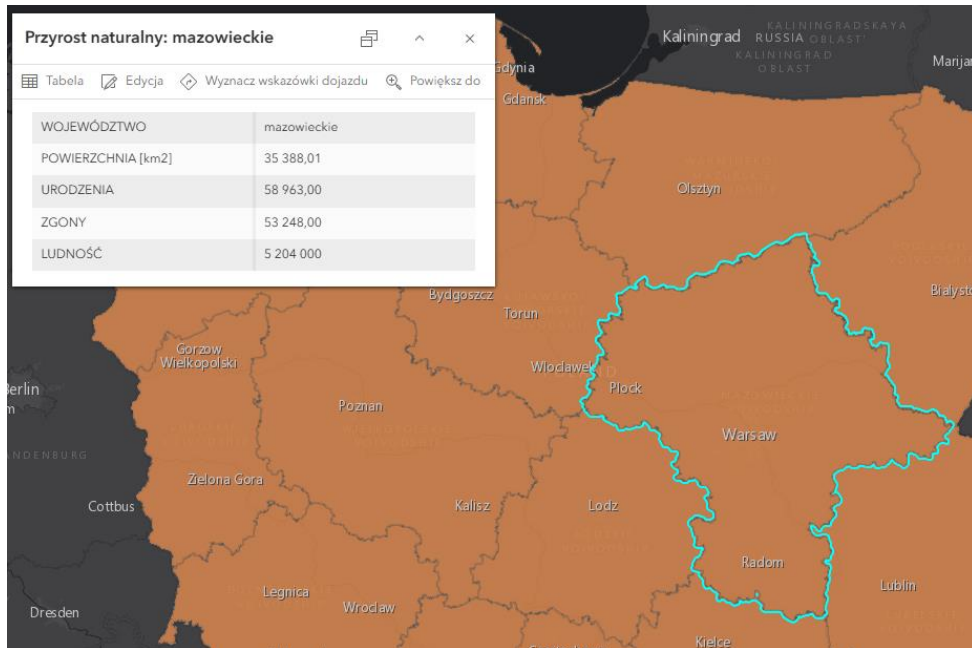 Przyrost naturalny: mazowieckie
Tabela Edycja Wyznacz wskazówki dojazdu Powiększ do
WOJEWÓDZTWO mazowieckie
POWIERZCHNIA [km2] 35 388,01
URODZENIA 58 963,00
ZGONY 53 248,00
LUDNOŚĆ 5 204 000
KALININGRADSKAYA
Kaliningrad RUSSIA OBLAST'
KALININGRAD
OBLAST
Marijam
Gdynia
Gdansk
Olsztyn
Bydgoszcz
Torun
Bialysto
Gorzow
Wielkopolski
Wloclawek
Berlin
Plock
Poznan
Warsaw
ANDENBURG
Zielona Gora
Cottbus
Kalisz
Lodz
Radom
Legnica
Lublin
Dresden
Wroclaw
Kielce